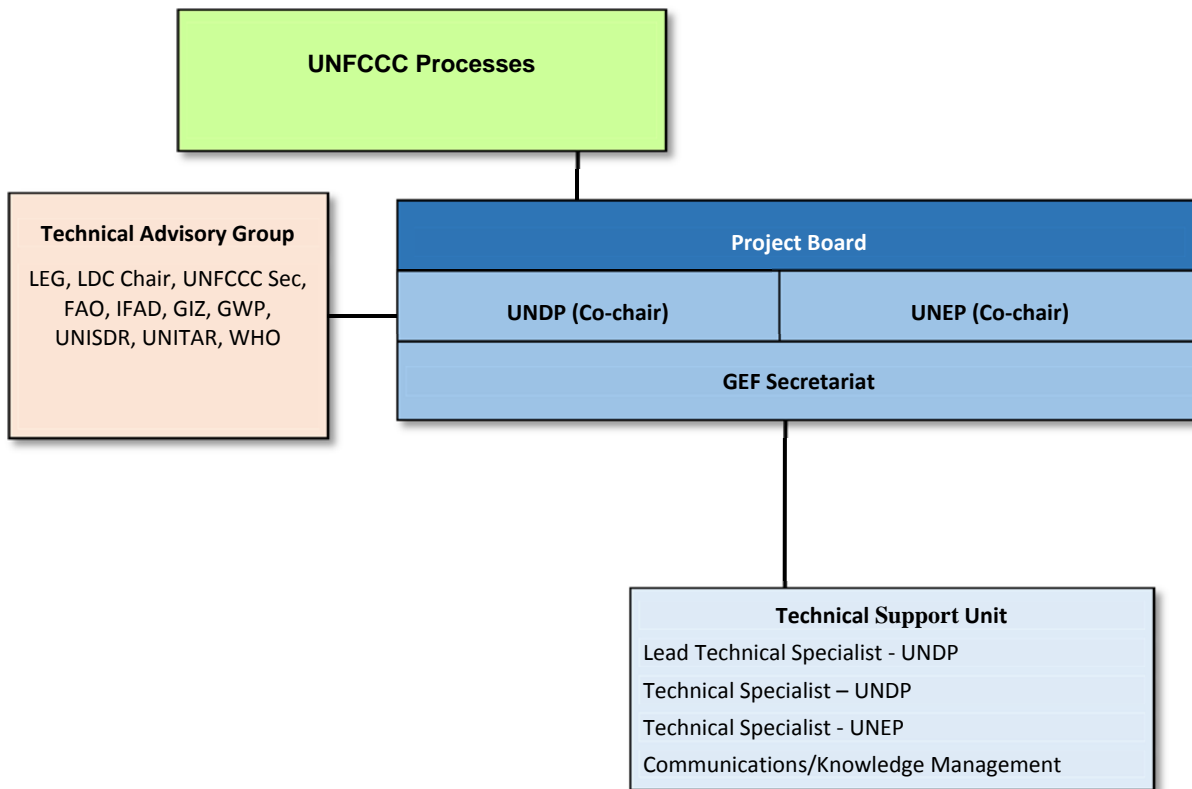 UNFCCC Processes
Technical Advisory Group
LEG, LDC Chair, UNFCCC Sec,
FAO, IFAD, GIZ, GWP,
UNISDR, UNITAR, WHO
Project Board
UNDP (Co-chair)
UNEP (Co-chair)
GEF Secretariat
Technical Support Unit
Lead Technical Specialist - UNDP
Technical Specialist – UNDP
Technical Specialist - UNEP
Communications/Knowledge Management